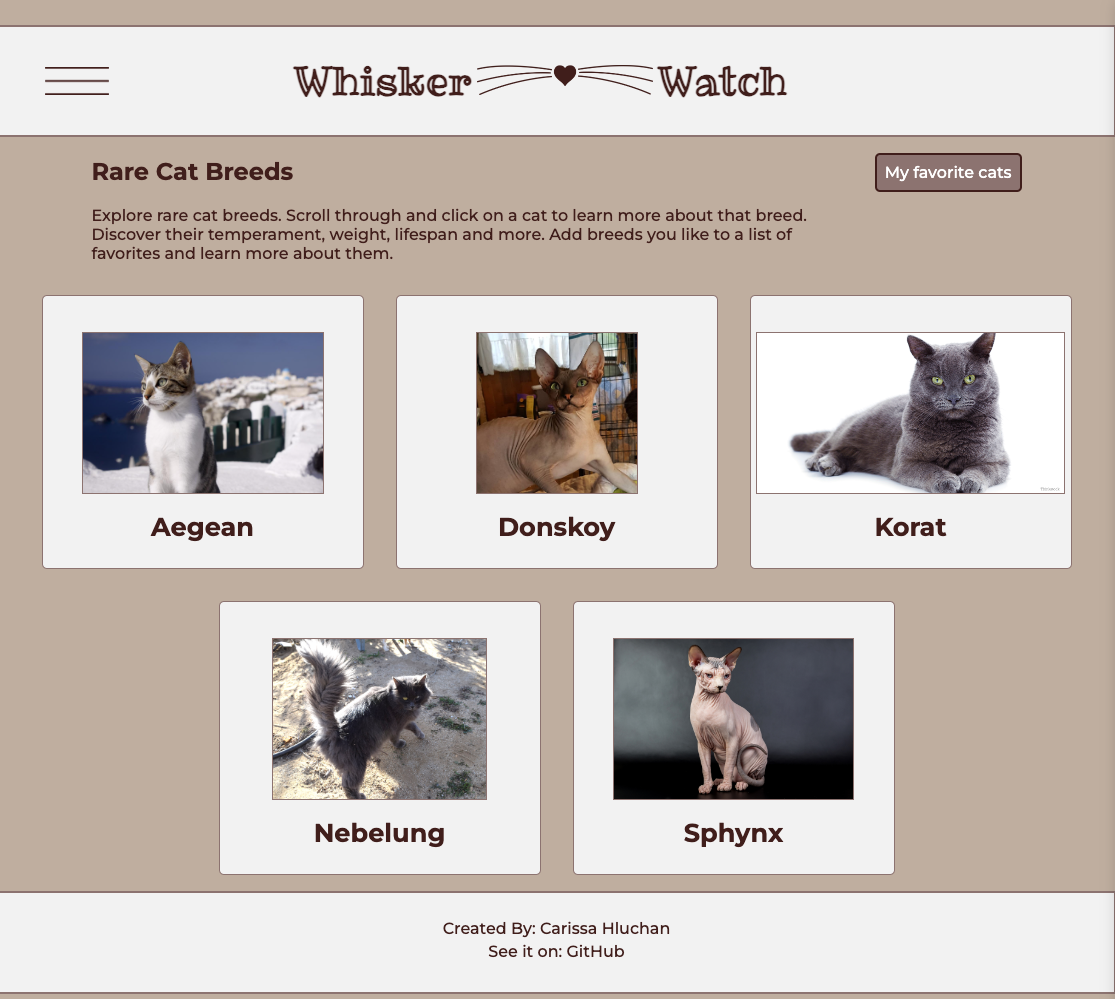 Whisker Watch
Rare Cat Breeds
My favorite cats
Explore rare cat breeds. Scroll through and click on a cat to learn more about that breed.
Discover their temperament, weight, lifespan and more. Add breeds you like to a list of
favorites and learn more about them.
Aegean
Donskoy
Korat
Nebelung
Sphynx
Created By: Carissa Hluchan
See it on: GitHub